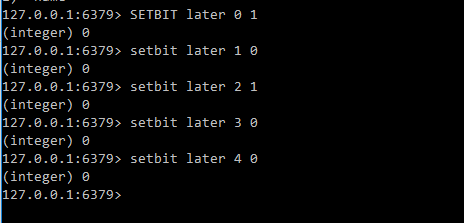 127.0.0.1:6379> SETBIT later 0 1
(integer) 0
127.0.0.1:6379> setbit later 1 0
(integer) 0
127.0.0.1:6379> setbit later 2 1
(integer) 0
127.0.0.1:6379> setbit later 3 0
(integer) 0
127.0.0.1:6379> setbit later 4 0
(integer) 0
127.0.0.1:6379>